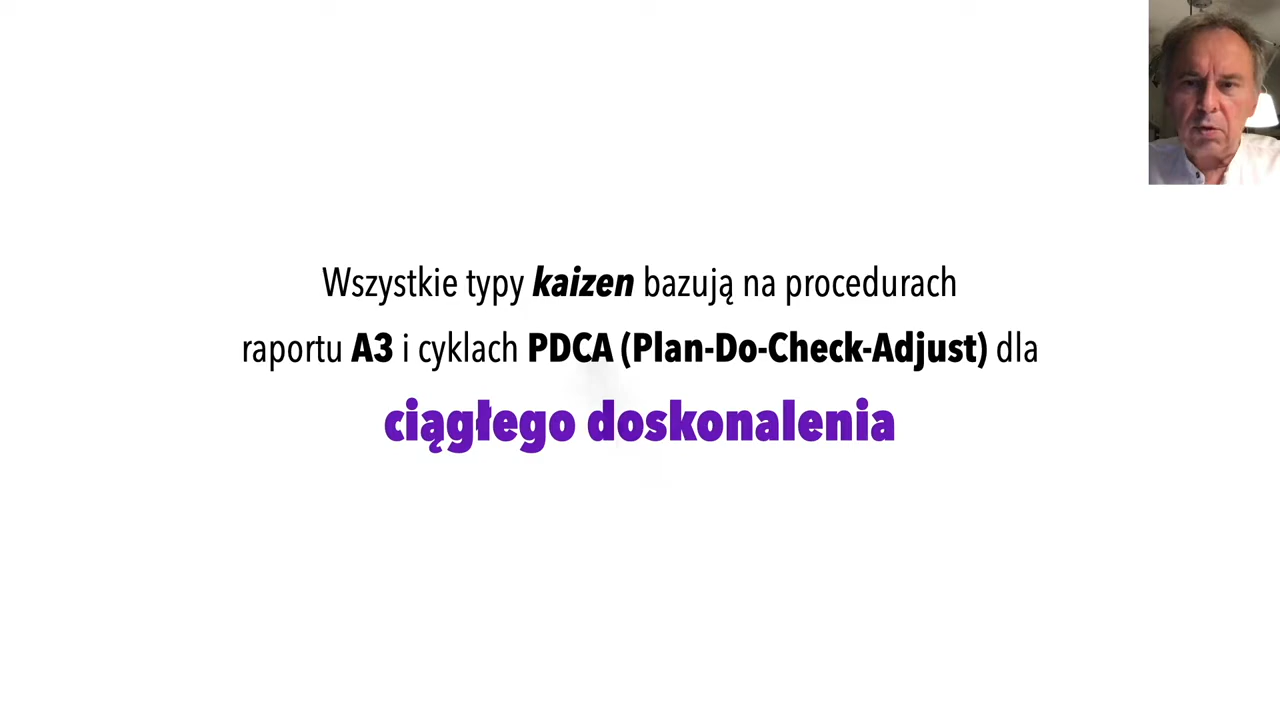 Wszystkie typy kaizen bazują na procedurach
raportu A3 i cyklach PDCA (Plan-Do-Check-Adjust) dla
ciągłego doskonalenia